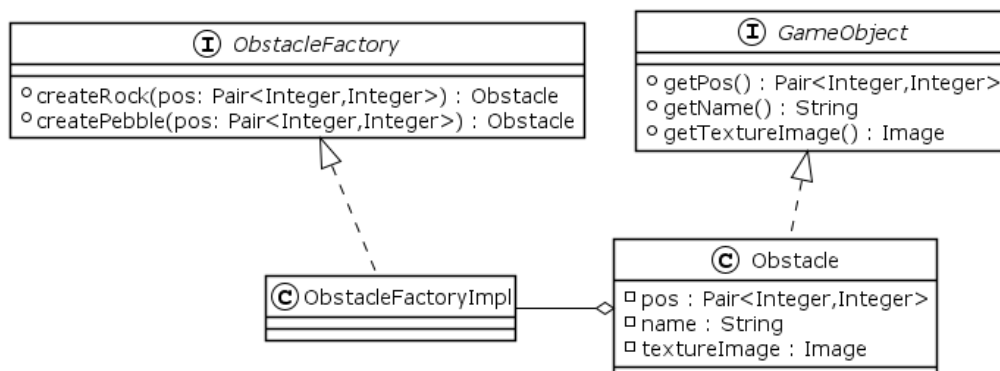 I ObstacleFactory
createRock(pos: Pair<Integer,Integer>) : Obstacle
createPebble(pos: Pair<Integer,Integer>) : Obstacle
I GameObject
getPos() : Pair<Integer,Integer>
getName() : String
getTextureImage() : Image
C ObstacleFactoryImpl
C Obstacle
pos : Pair<Integer,Integer>
name : String
textureImage : Image